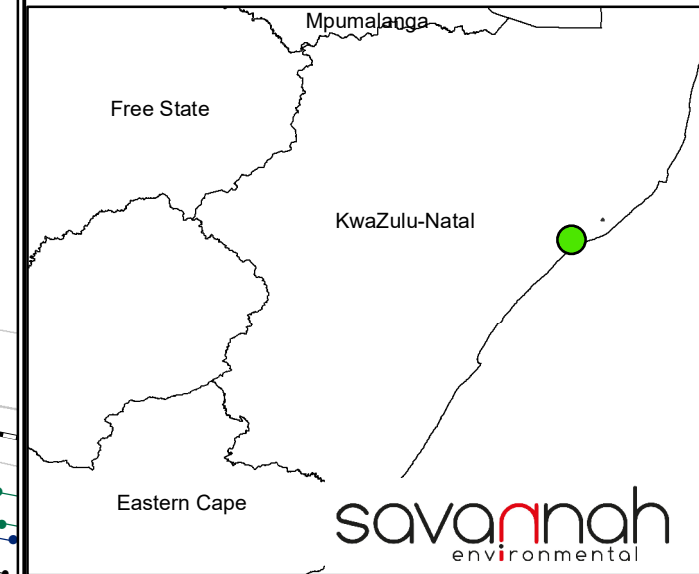 Mpumalanga
Free State
KwaZulu-Natal
Eastern Cape
savannah
environmental